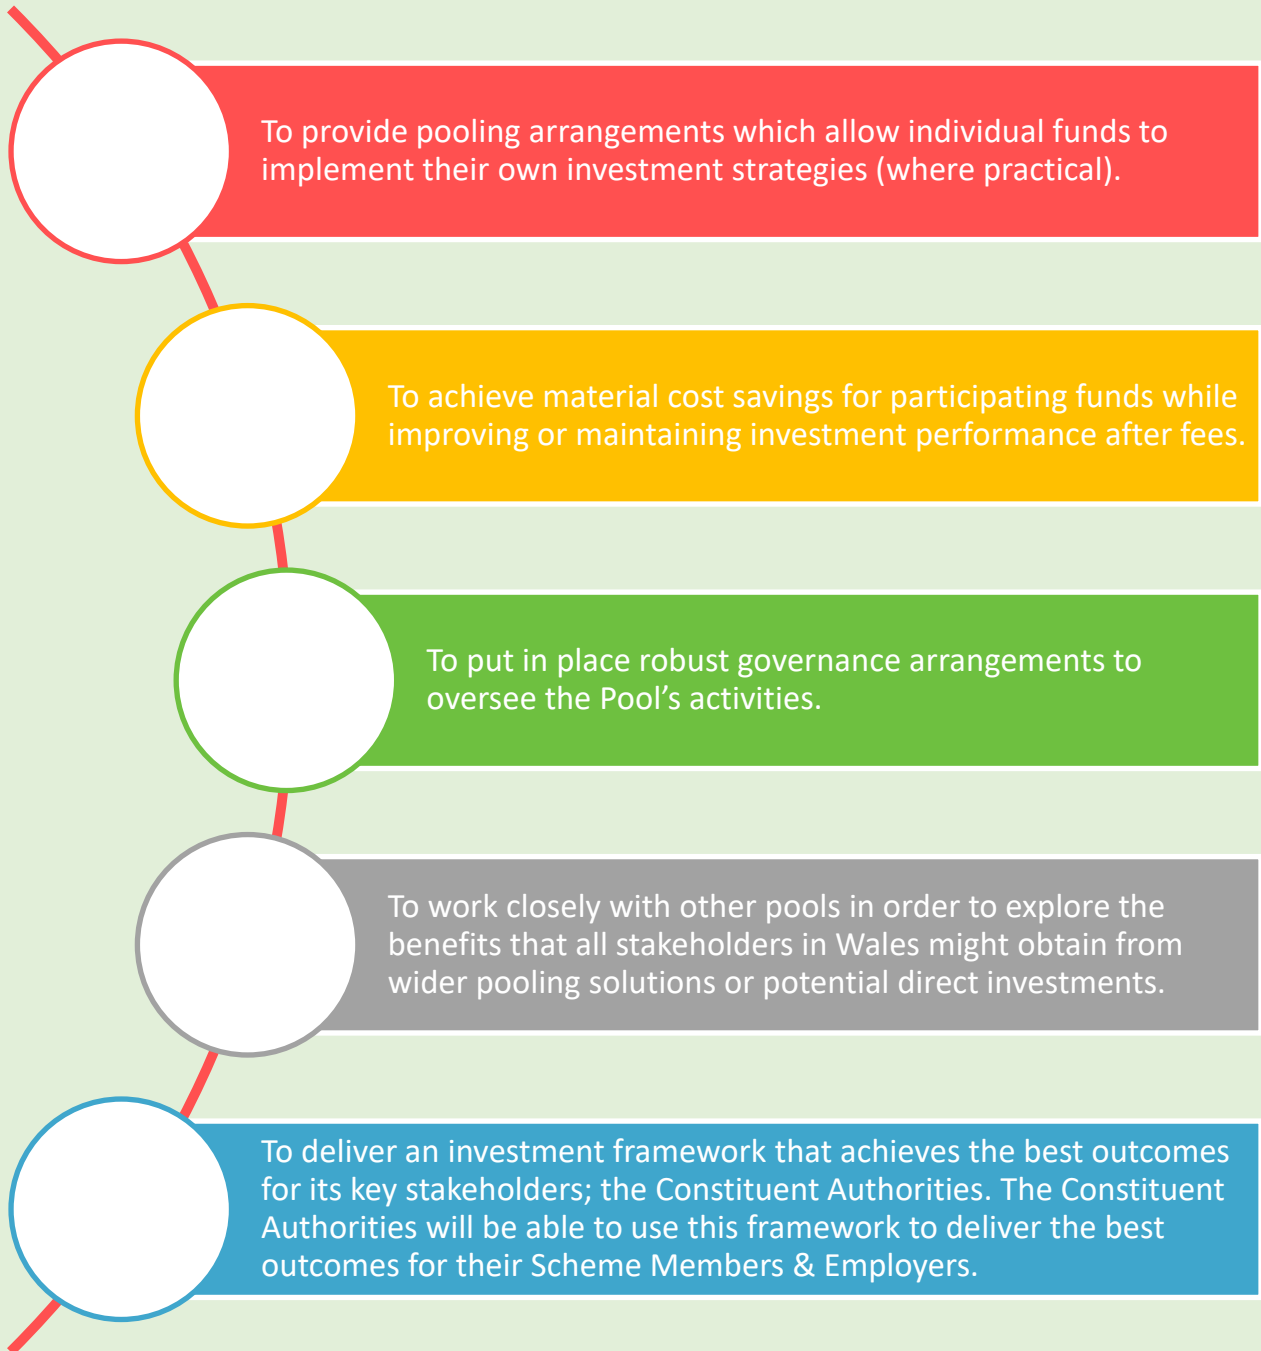 To provide pooling arrangements which allow individual funds to
implement their own investment strategies (where practical).
To achieve material cost savings for participating funds while
improving or maintaining investment performance after fees.
To put in place robust governance arrangements to
oversee the Pool’s activities.
To work closely with other pools in order to explore the
benefits that all stakeholders in Wales might obtain from
wider pooling solutions or potential direct investments.
To deliver an investment framework that achieves the best outcomes
for its key stakeholders; the Constituent Authorities. The Constituent
Authorities will be able to use this framework to deliver the best
outcomes for their Scheme Members & Employers.